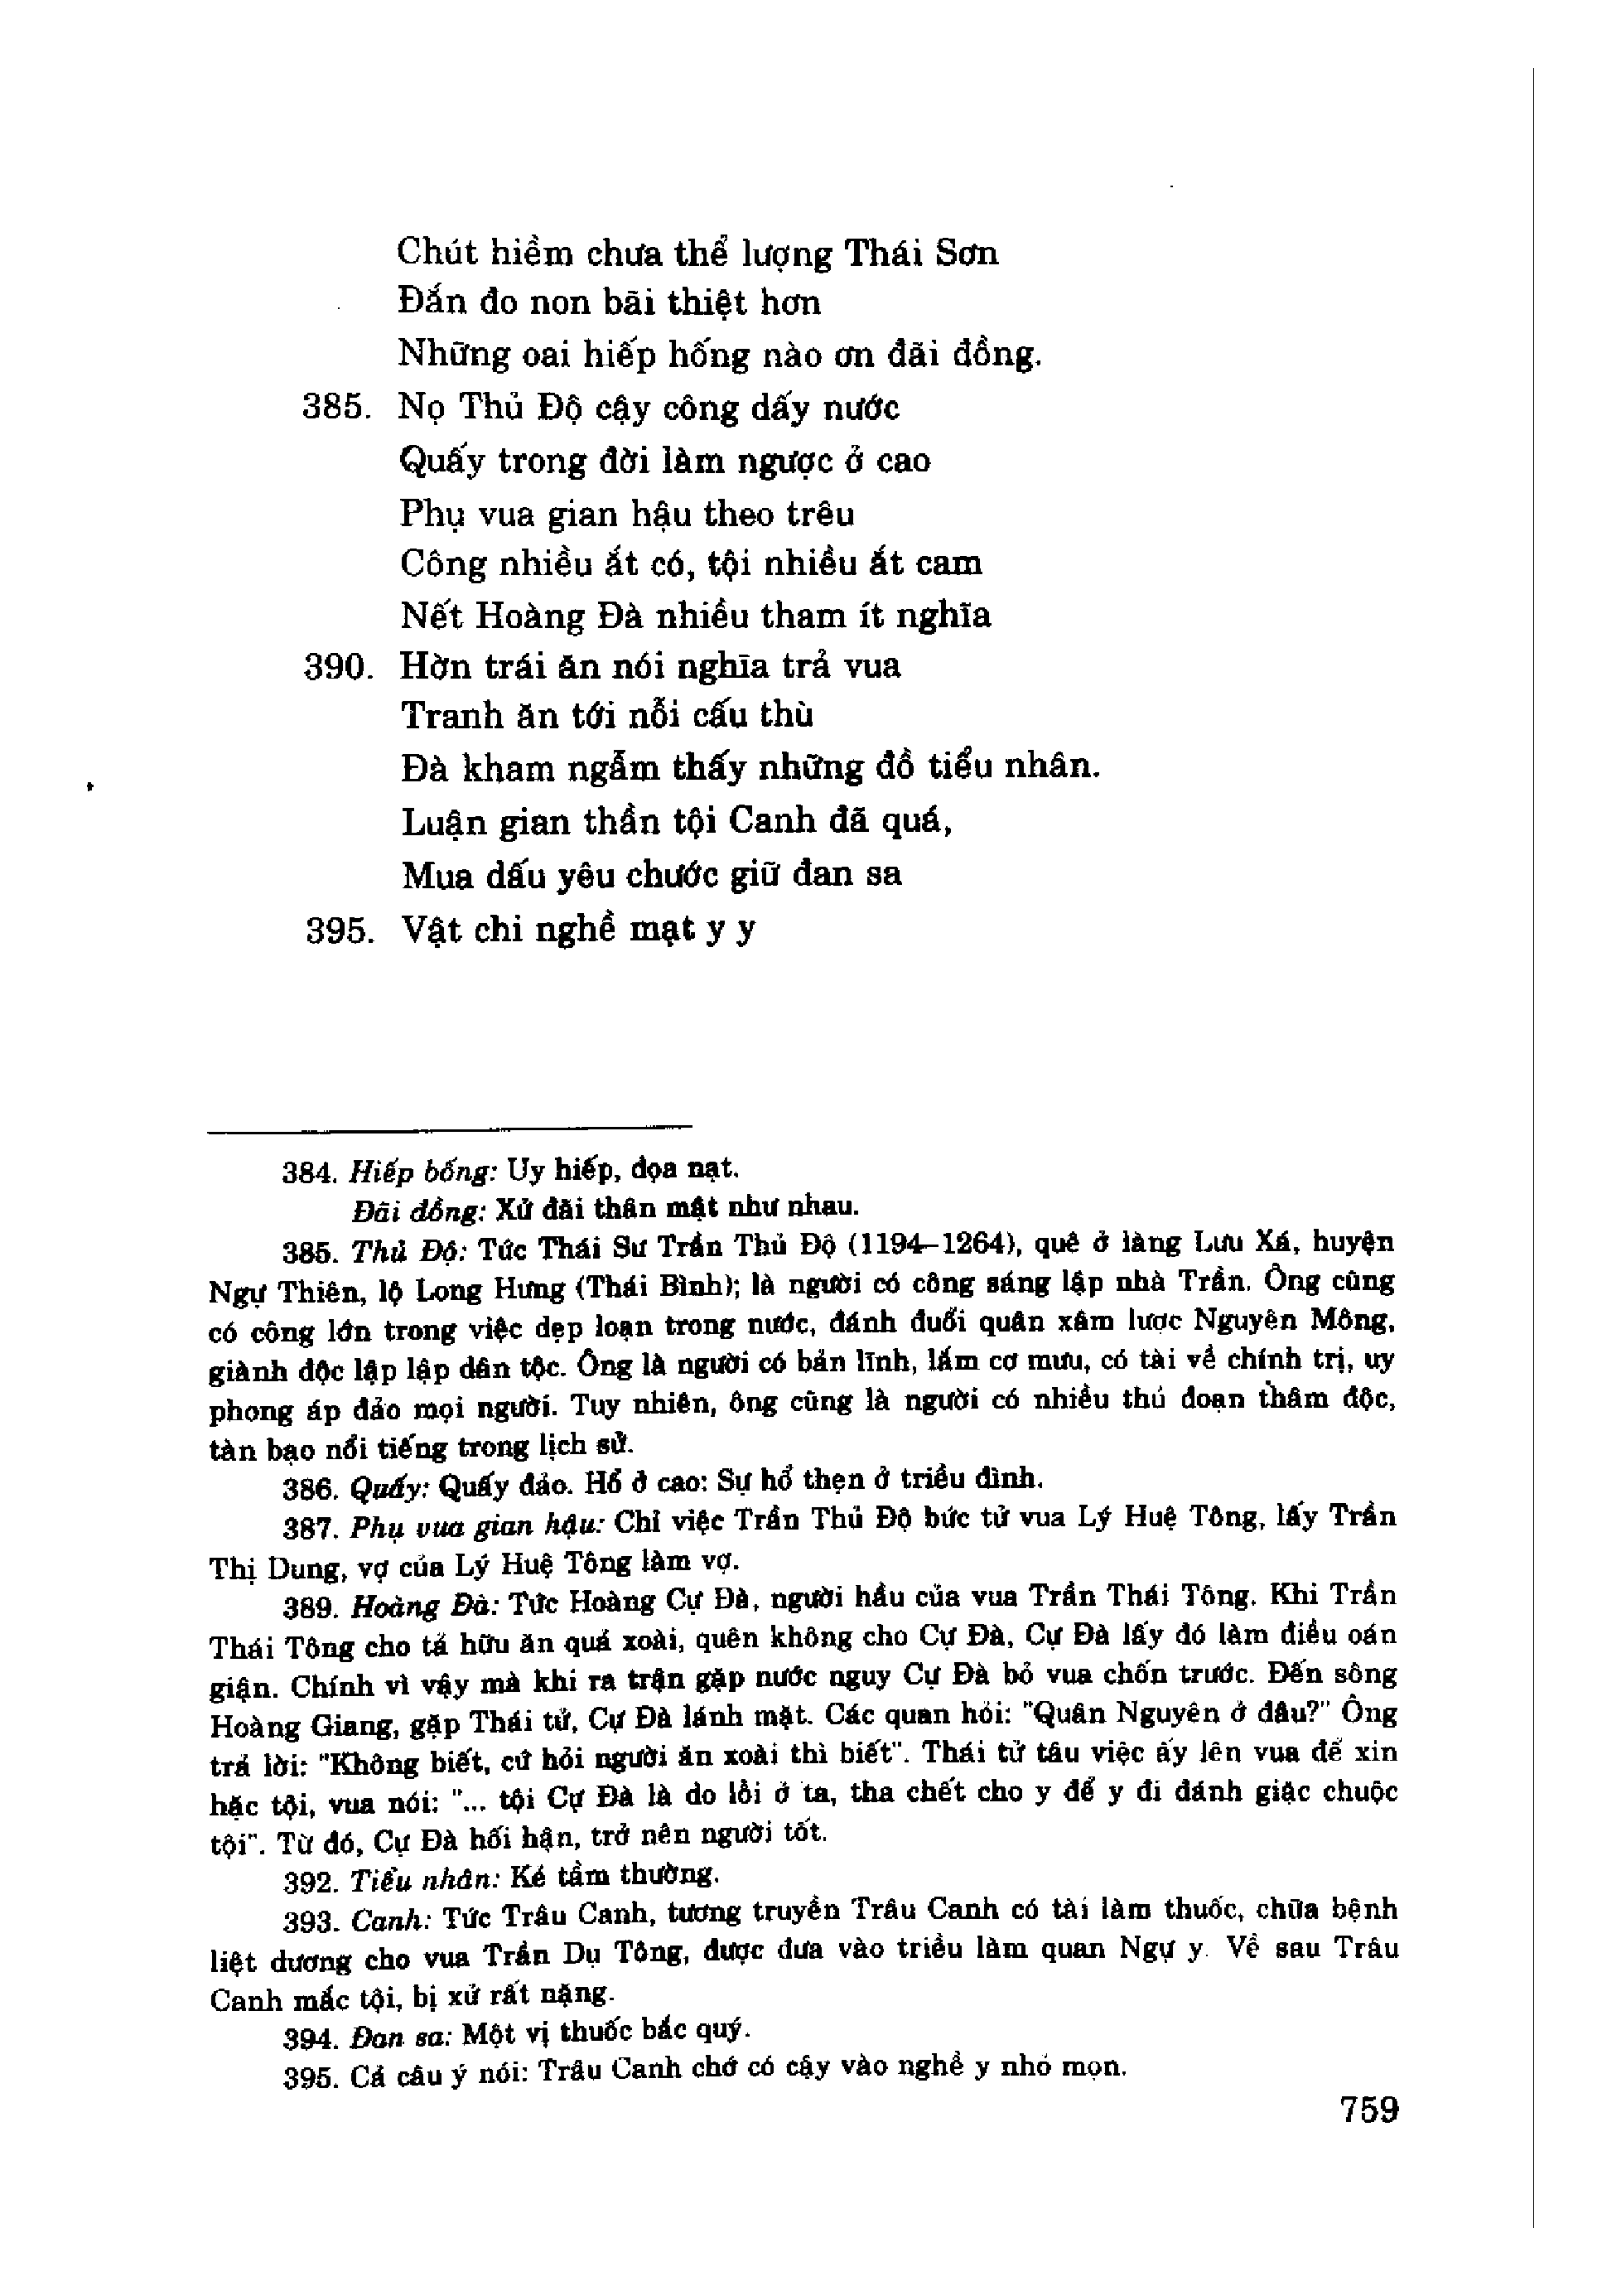 Chút hiềm chưa thể lượng Thái Sơn
Đắn đo non bãi thiệt hơn
Những oai hiếp hống nào ơn đãi đồng.
385. Nọ Thủ Độ cậy công dấy nước
Quấy trong đời làm ngược ở cao
Phụ vua gian hậu theo trêu
Công nhiều ắt có, tội nhiều ắt cam
Nết Hoàng Đà nhiều tham ít nghĩa
390. Hờn trái ăn nói nghĩa trả vua
Tranh ăn tới nỗi cấu thù
Đà kham ngẫm thấy những đồ tiểu nhân.
Luận gian thần tội Canh đã quá,
Mua dấu yêu chước giữ đan sa
395. Vật chi nghề mạt y y
384. Hiếp bống: Uy hiếp, dọa nạt.
Đãi đồng: Xử đãi thân mật như nhau.
385. Thủ Độ: Tức Thái Sư Trần Thủ Độ (1194–1264), quê ở làng Lưu Xá, huyện
Ngự Thiên, lộ Long Hưng (Thái Bình); là người có công sáng lập nhà Trần. Ông cũng
có công lớn trong việc dẹp loạn trong nước, đánh đuổi quân xâm lược Nguyên Mông,
giành độc lập lập dân tộc. Ông là người có bản lĩnh, lắm cơ mưu, có tài về chính trị, uy
phong áp đảo mọi người. Tuy nhiên, ông cũng là người có nhiều thủ đoạn thâm độc,
tàn bạo nổi tiếng trong lịch sử.
386. Quấy: Quấy đảo. Hổ ở cao: Sự hổ thẹn ở triều đình.
387. Phụ vua gian hậu: Chỉ việc Trần Thủ Độ bức tử vua Lý Huệ Tông, lấy Trần
Thị Dung, vợ của Lý Huệ Tông làm vợ.
389. Hoàng Đà: Tức Hoàng Cự Đà, người hầu của vua Trần Thái Tông. Khi Trần
Thái Tông cho tả hữu ăn quả xoài, quên không cho Cự Đà, Cự Đà lấy đó làm điều oán
giận. Chính vì vậy mà khi ra trận gặp nước nguy Cự Đà bỏ vua chốn trước. Đến sông
Hoàng Giang, gặp Thái tử, Cự Đà lánh mặt. Các quan hỏi: "Quân Nguyên ở đâu?" Ông
trả lời: "Không biết, cứ hỏi người ăn xoài thì biết". Thái tử tâu việc ấy lên vua để xin
hặc tội, vua nói: "... tội Cự Đà là do lỗi ở ta, tha chết cho y để y đi đánh giặc chuộc
tội". Từ đó, Cự Đà hối hận, trở nên người tốt.
392. Tiểu nhân: Kẻ tầm thường.
393. Canh: Tức Trâu Canh, tương truyền Trâu Canh có tài làm thuốc, chữa bệnh
liệt dương cho vua Trần Dụ Tông, được đưa vào triều làm quan Ngự y. Về sau Trâu
Canh mắc tội, bị xử rất nặng.
394. Đan sa: Một vị thuốc bắc quý.
395. Cả câu ý nói: Trâu Canh chớ có cậy vào nghề y nhỏ mọn.
759